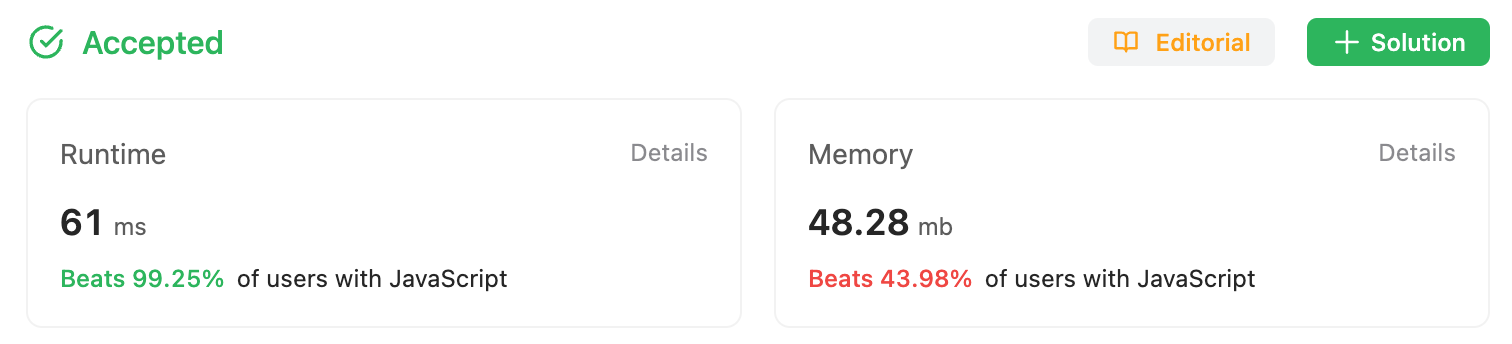 Accepted
Editorial
Solution
Runtime
Details
61 ms
Beats 99.25% of users with JavaScript
Memory
Details
48.28 mb
Beats 43.98% of users with JavaScript